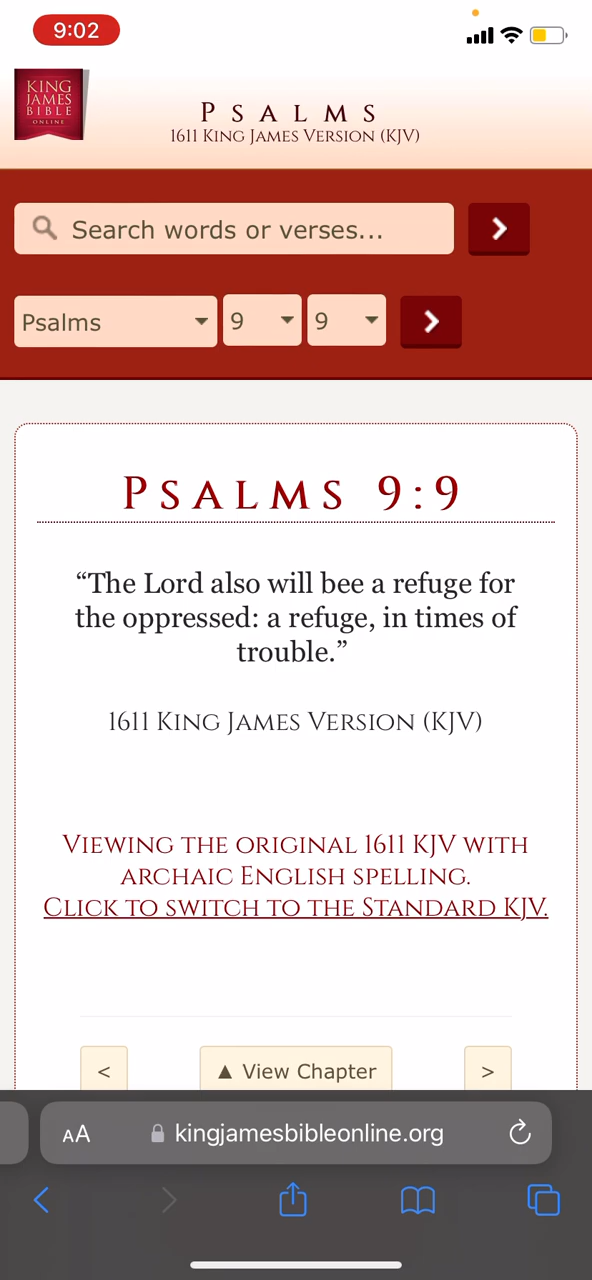 9:02
KING
JAMES
BIBLE
ONLINE
PSALMS
1611 KING JAMES VERSION (KJV)
Search words or verses...
Psalms 9 9
PSALMS 9:9
“The Lord also will bee a refuge for
the oppressed: a refuge, in times of
trouble.”
1611 KING JAMES VERSION (KJV)
VIEWING THE ORIGINAL 1611 KJV WITH
ARCHAIC ENGLISH SPELLING.
CLICK TO SWITCH TO THE STANDARD KJV.
< ▲ View Chapter >
AA kingjamesbibleonline.org